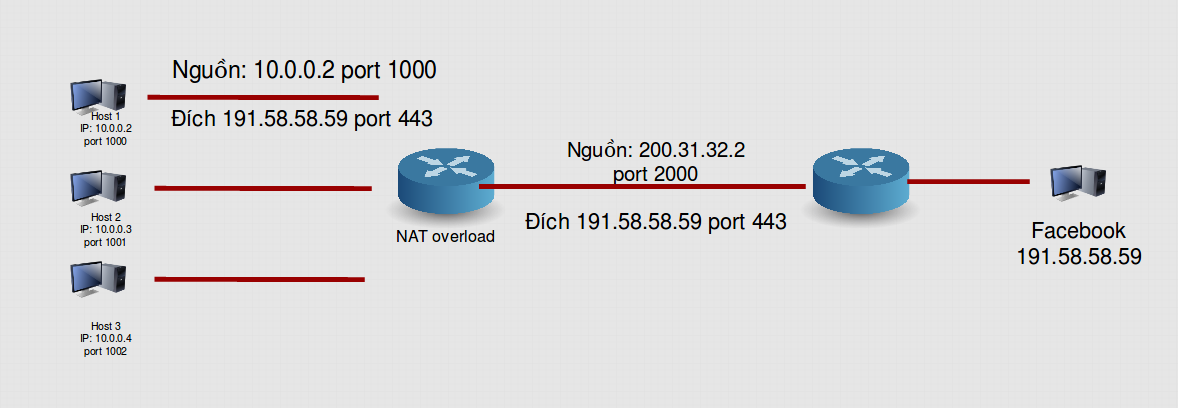 Nguồn: 10.0.0.2 port 1000
Host 1
IP: 10.0.0.2
port 1000
Đích 191.58.58.59 port 443
Nguồn: 200.31.32.2
port 2000
Host 2
IP: 10.0.0.3
port 1001
NAT overload
Đích 191.58.58.59 port 443
Facebook
191.58.58.59
Host 3
IP: 10.0.0.4
port 1002